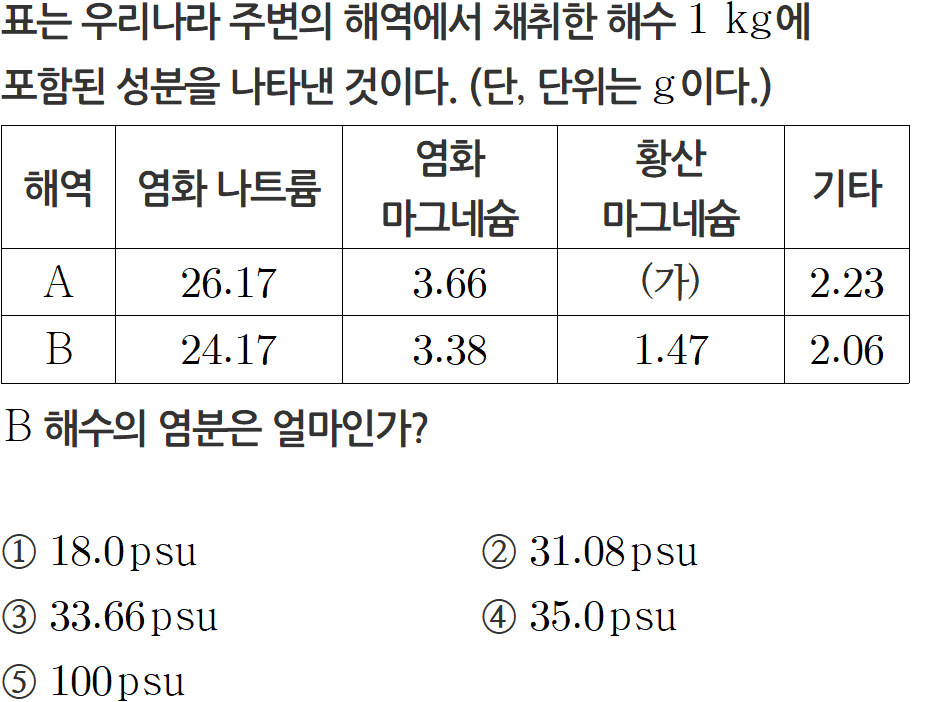 표는 우리나라 주변의 해역에서 채취한 해수 1 kg에
포함된 성분을 나타낸 것이다. (단, 단위는 g이다.)
해역 염화 나트륨 염화 마그네슘 황산 마그네슘 기타
A 26.17 3.66 (가) 2.23
B 24.17 3.38 1.47 2.06
B 해수의 염분은 얼마인가?
① 18.0psu ② 31.08psu
③ 33.66psu ④ 35.0psu
⑤ 100psu